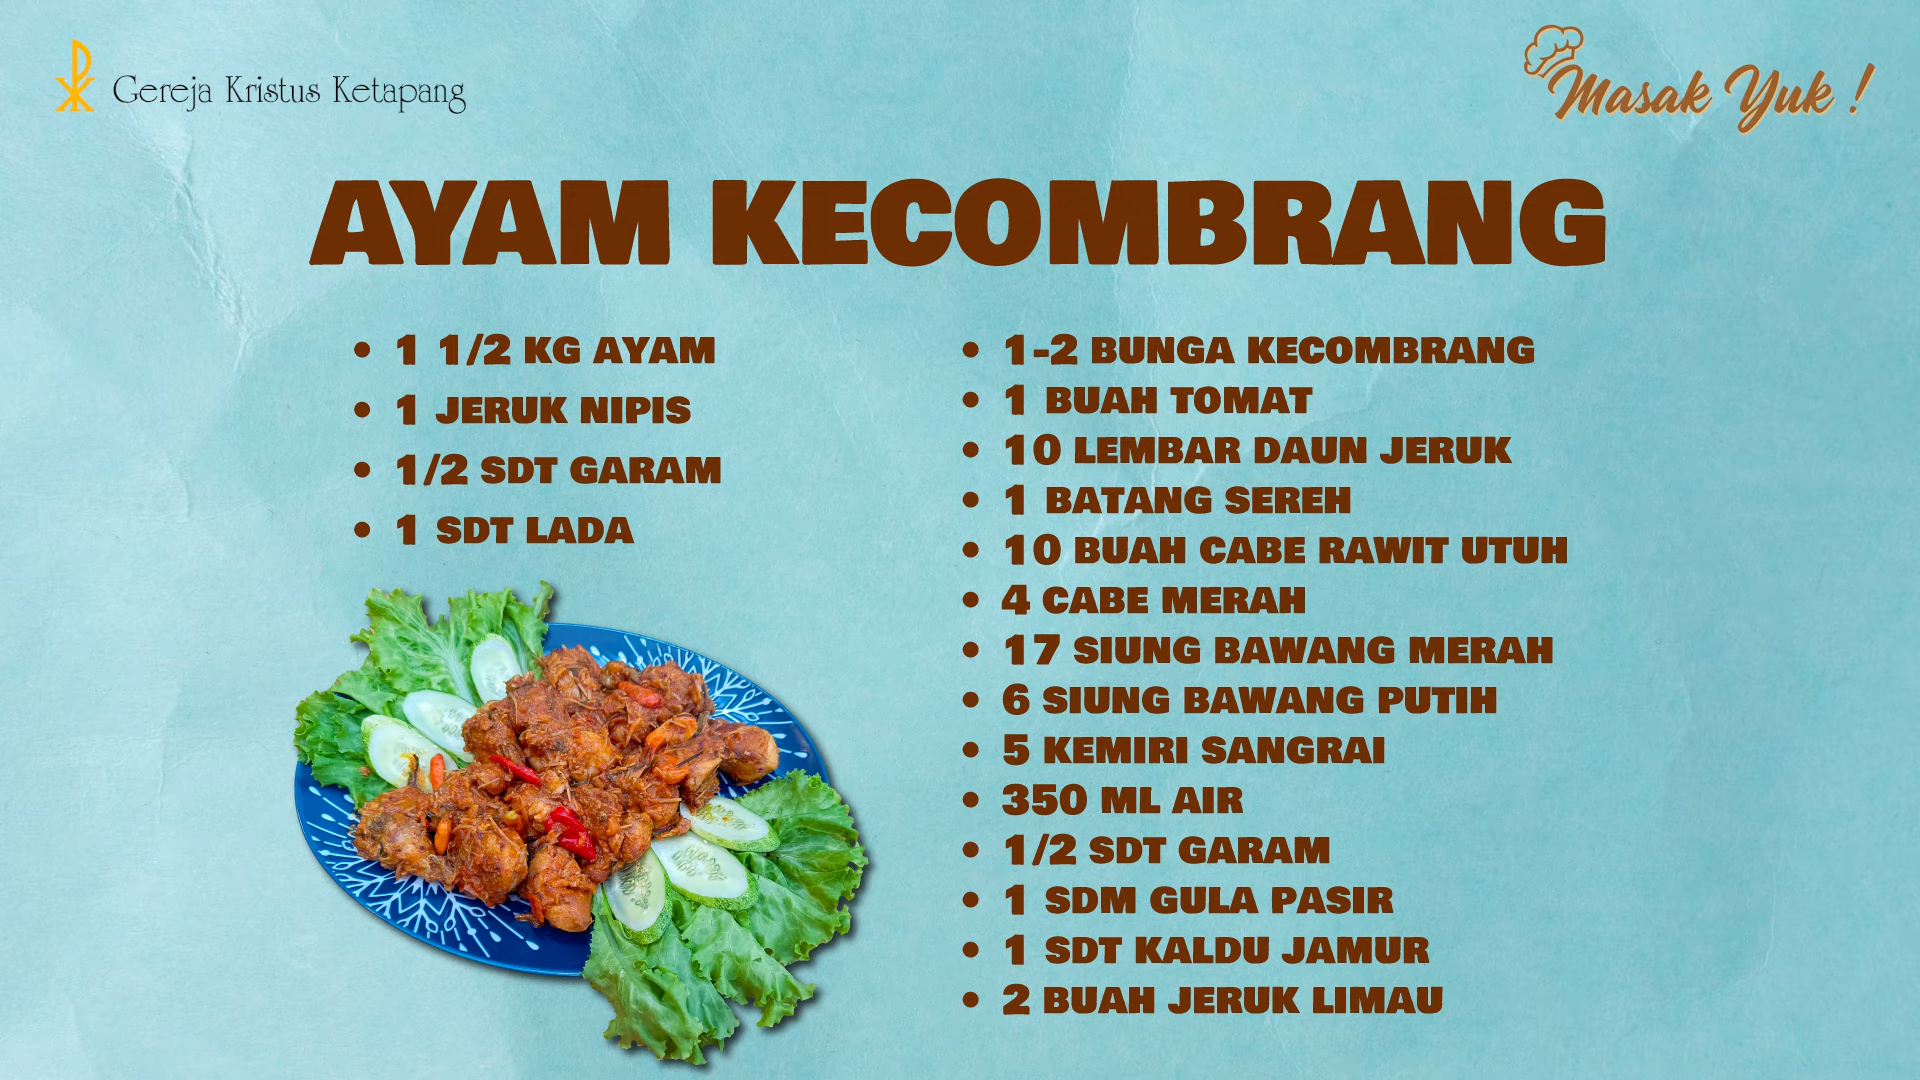 Gereja Kristus Ketapang
Masak Yuk !
AYAM KECOMBRANG
• 1 1/2 KG AYAM
• 1 JERUK NIPIS
• 1/2 SDT GARAM
• 1 SDT LADA
• 1-2 BUNGA KECOMBRANG
• 1 BUAH TOMAT
• 10 LEMBAR DAUN JERUK
• 1 BATANG SEREH
• 10 BUAH CABE RAWIT UTUH
• 4 CABE MERAH
• 17 SIUNG BAWANG MERAH
• 6 SIUNG BAWANG PUTIH
• 5 KEMIRI SANGRAI
• 350 ML AIR
• 1/2 SDT GARAM
• 1 SDM GULA PASIR
• 1 SDT KALDU JAMUR
• 2 BUAH JERUK LIMAU